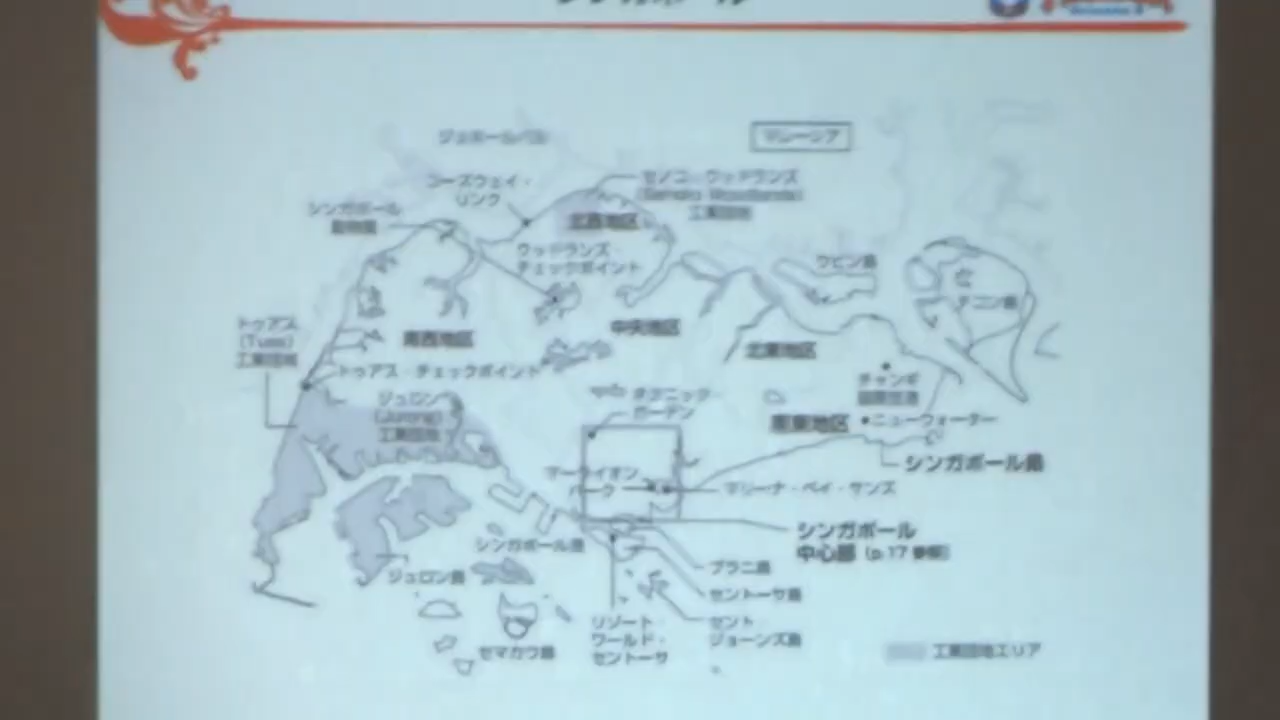 シンガポール
ジョホールバル
マレーシア
コーズウェイ・
リンク
セノコ・ウッドランズ
(Senoko Woodlands)
工業団地
シンガポール
動物園
北西地区
ウッドランズ・
チェックポイント
ウビン島
テコン島
トゥアス
(Tuas)
工業団地
南西地区
中央地区
北東地区
トゥアス・チェックポイント
チャンギ
国際空港
ジュロン
(Jurong)
工業団地
ボタニック・
ガーデン
南東地区
ニューウォーター
シンガポール島
マーライオン
パーク
マリーナ・ベイ・サンズ
シンガポール
中心部 (p.17 参照)
シンガポール港
ブラニ島
ジュロン島
セントーサ島
リゾート・
ワールド・
セントーサ
セント・
ジョーンズ島
セマカウ島
工業団地エリア